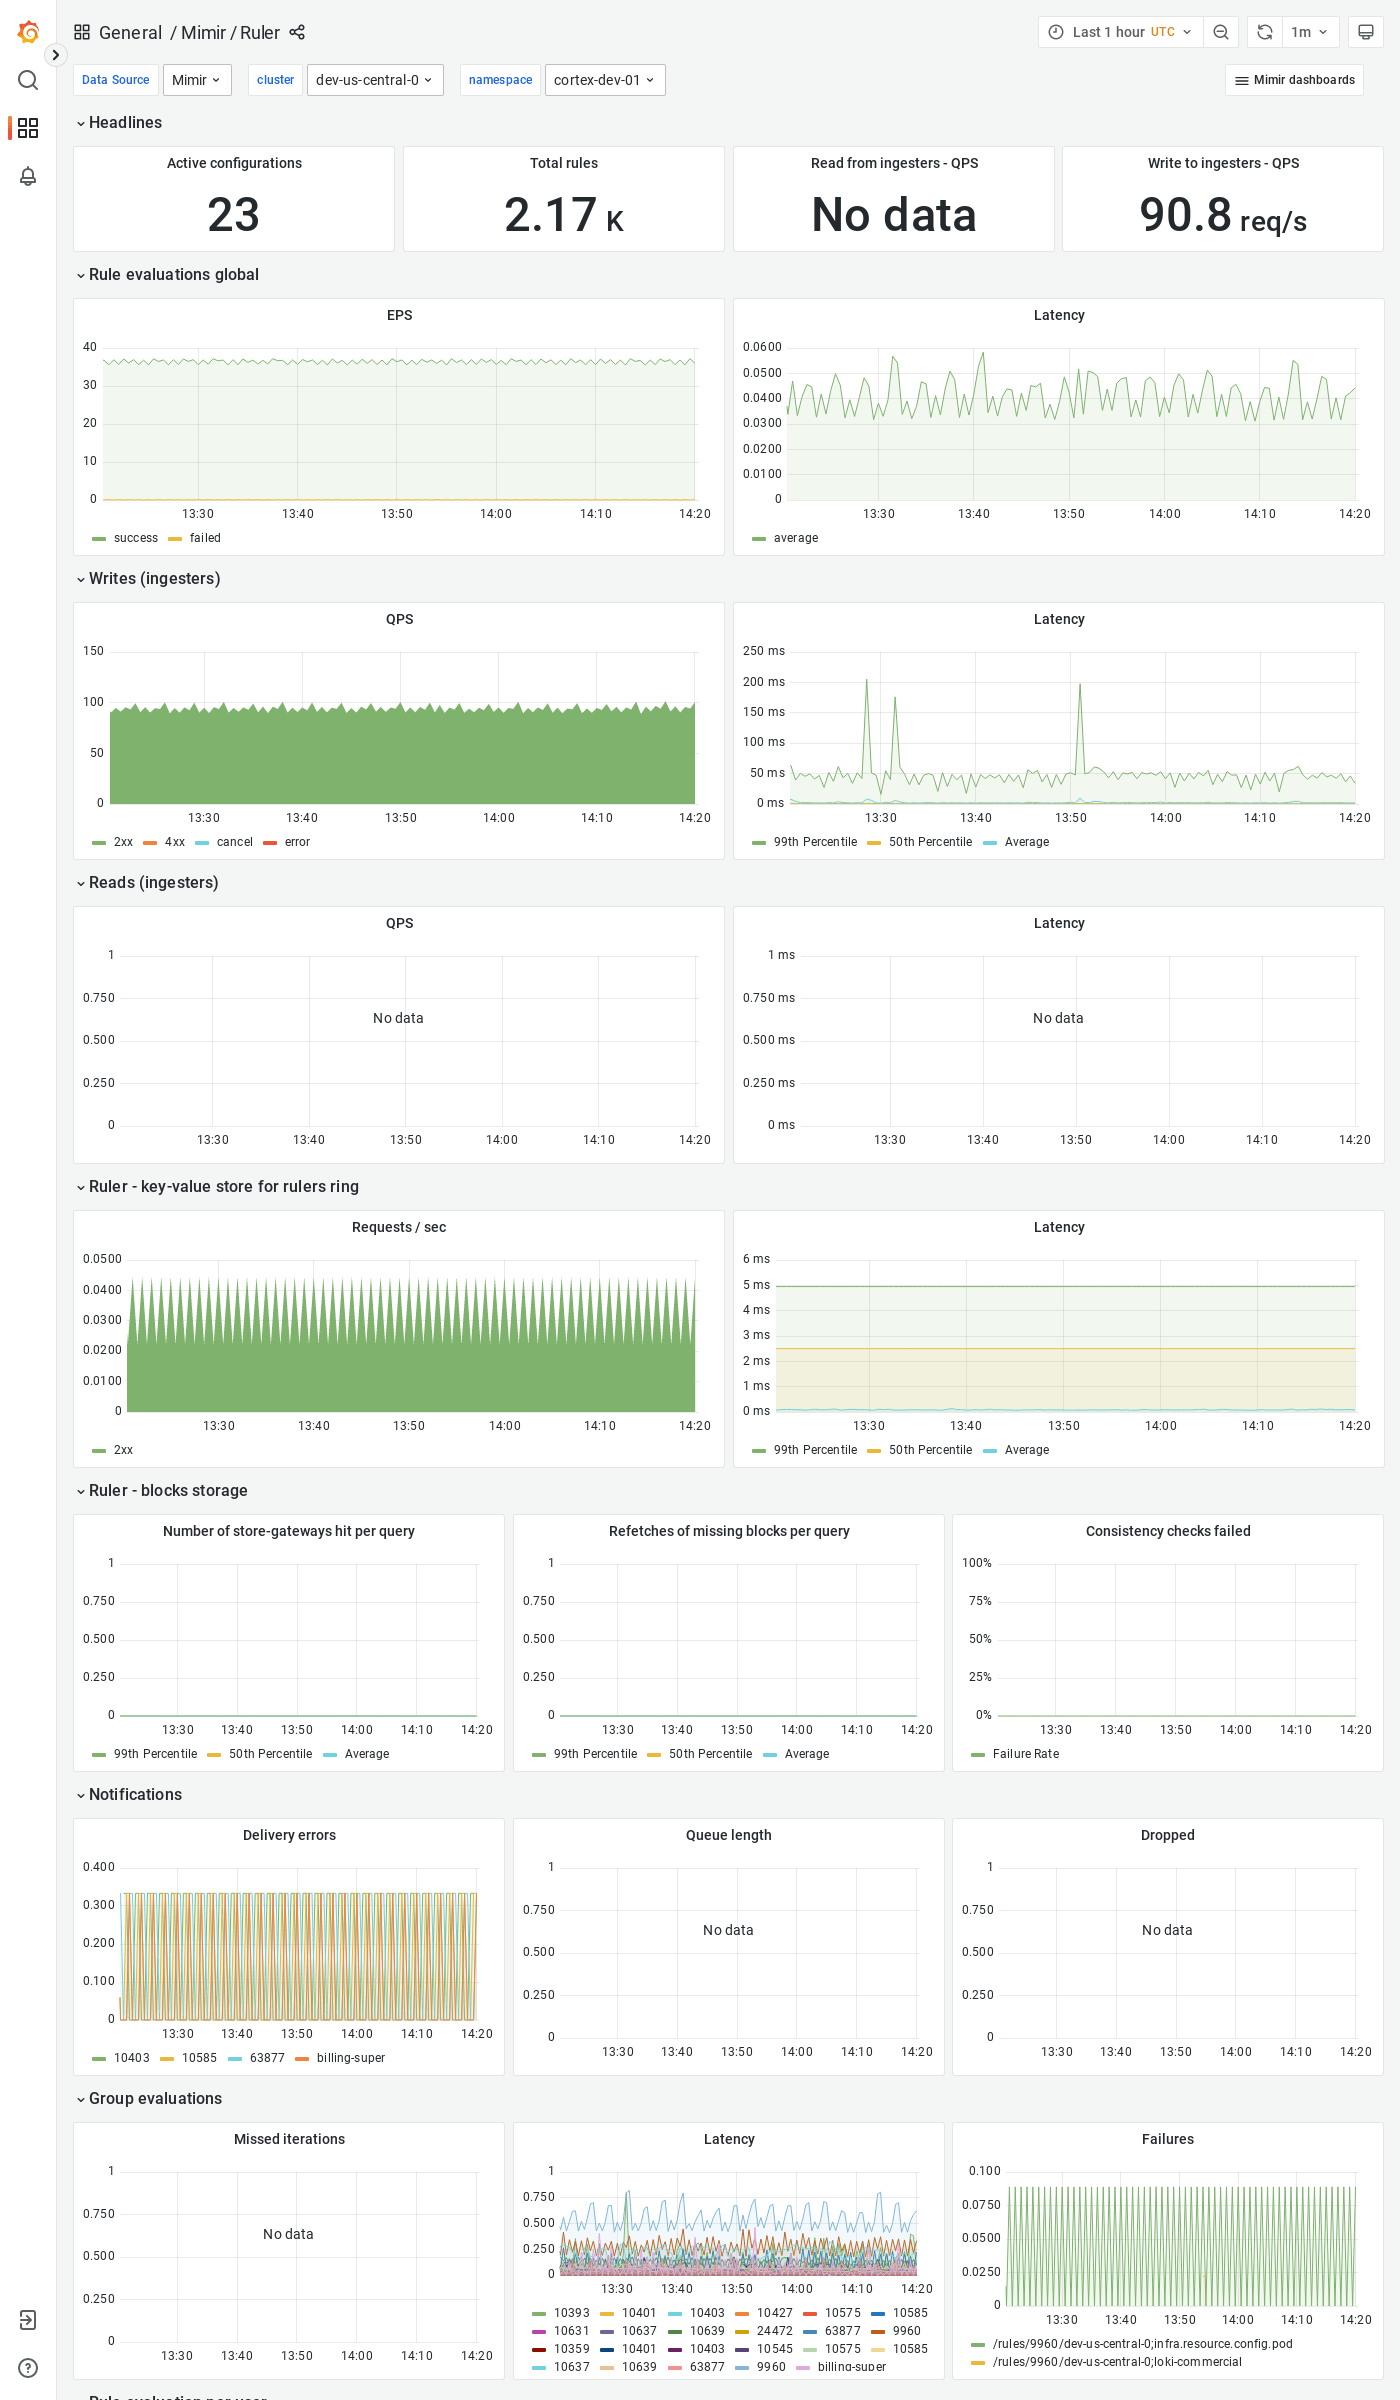 General / Mimir / Ruler
Last 1 hour UTC
1m
Data Source Mimir cluster dev-us-central-0 namespace cortex-dev-01 Mimir dashboards
Headlines
Active configurations
23
Total rules
2.17 K
Read from ingesters - QPS
No data
Write to ingesters - QPS
90.8 req/s
Rule evaluations global
EPS
40
30
20
10
0
13:30 13:40 13:50 14:00 14:10 14:20
success failed
Latency
0.0600
0.0500
0.0400
0.0300
0.0200
0.0100
0
13:30 13:40 13:50 14:00 14:10 14:20
average
Writes (ingesters)
QPS
150
100
50
0
13:30 13:40 13:50 14:00 14:10 14:20
2xx 4xx cancel error
Latency
250 ms
200 ms
150 ms
100 ms
50 ms
0 ms
13:30 13:40 13:50 14:00 14:10 14:20
99th Percentile 50th Percentile Average
Reads (ingesters)
QPS
1
0.750
0.500
0.250
0
No data
13:30 13:40 13:50 14:00 14:10 14:20
Latency
1 ms
0.750 ms
0.500 ms
0.250 ms
0 ms
No data
13:30 13:40 13:50 14:00 14:10 14:20
Ruler - key-value store for rulers ring
Requests / sec
0.0500
0.0400
0.0300
0.0200
0.0100
0
13:30 13:40 13:50 14:00 14:10 14:20
2xx
Latency
6 ms
5 ms
4 ms
3 ms
2 ms
1 ms
0 ms
13:30 13:40 13:50 14:00 14:10 14:20
99th Percentile 50th Percentile Average
Ruler - blocks storage
Number of store-gateways hit per query
1
0.750
0.500
0.250
0
13:30 13:40 13:50 14:00 14:10 14:20
99th Percentile 50th Percentile Average
Refetches of missing blocks per query
1
0.750
0.500
0.250
0
13:30 13:40 13:50 14:00 14:10 14:20
99th Percentile 50th Percentile Average
Consistency checks failed
100%
75%
50%
25%
0%
13:30 13:40 13:50 14:00 14:10 14:20
Failure Rate
Notifications
Delivery errors
0.400
0.300
0.200
0.100
0
13:30 13:40 13:50 14:00 14:10 14:20
10403 10585 63877 billing-super
Queue length
1
0.750
0.500
0.250
0
No data
13:30 13:40 13:50 14:00 14:10 14:20
Dropped
1
0.750
0.500
0.250
0
No data
13:30 13:40 13:50 14:00 14:10 14:20
Group evaluations
Missed iterations
1
0.750
0.500
0.250
0
No data
13:30 13:40 13:50 14:00 14:10 14:20
Latency
1
0.750
0.500
0.250
0
13:30 13:40 13:50 14:00 14:10 14:20
10393 10401 10403 10427 10575 10585
10631 10637 10639 24472 63877 9960
10359 10401 10403 10545 10575 10585
10637 10639 63877 9960 billing-super
Failures
0.100
0.0750
0.0500
0.0250
0
13:30 13:40 13:50 14:00 14:10 14:20
/rules/9960/dev-us-central-0;infra.resource.config.pod
/rules/9960/dev-us-central-0;loki-commercial